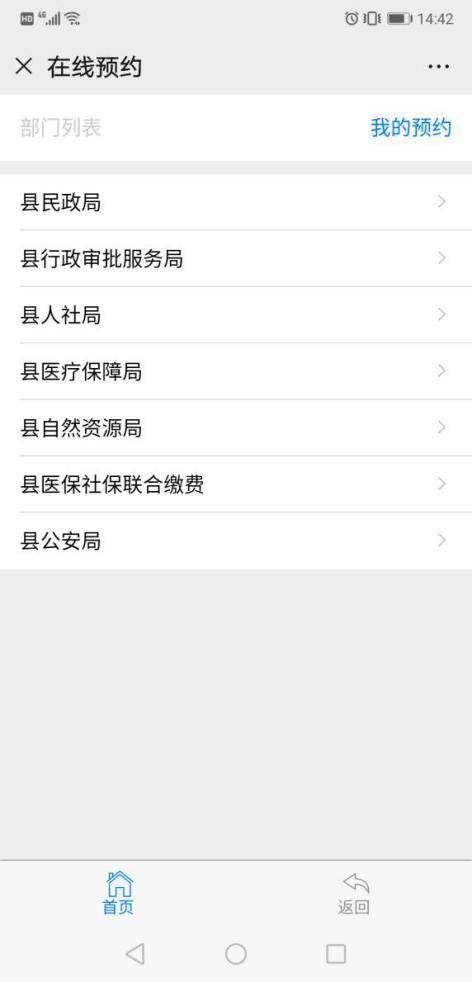 HD 46 14:42
在线预约
部门列表 我的预约
县民政局
县行政审批服务局
县人社局
县医疗保障局
县自然资源局
县医保社保联合缴费
县公安局
首页 返回